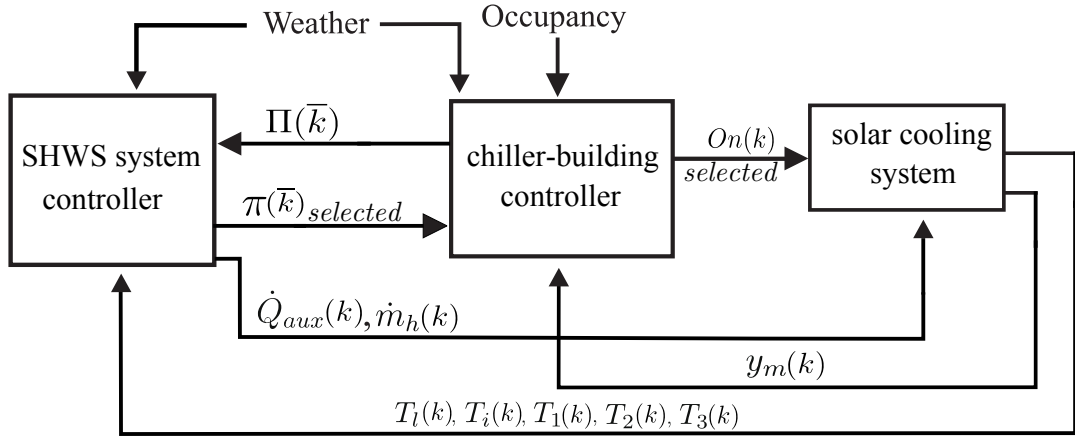 Weather
Occupancy
SHWS system
controller
Π(k̅)
π(k̅)selected
chiller-building
controller
On(k)
selected
solar cooling
system
Q̇aux(k), ṁh(k)
ym(k)
Tl(k), Ti(k), T1(k), T2(k), T3(k)